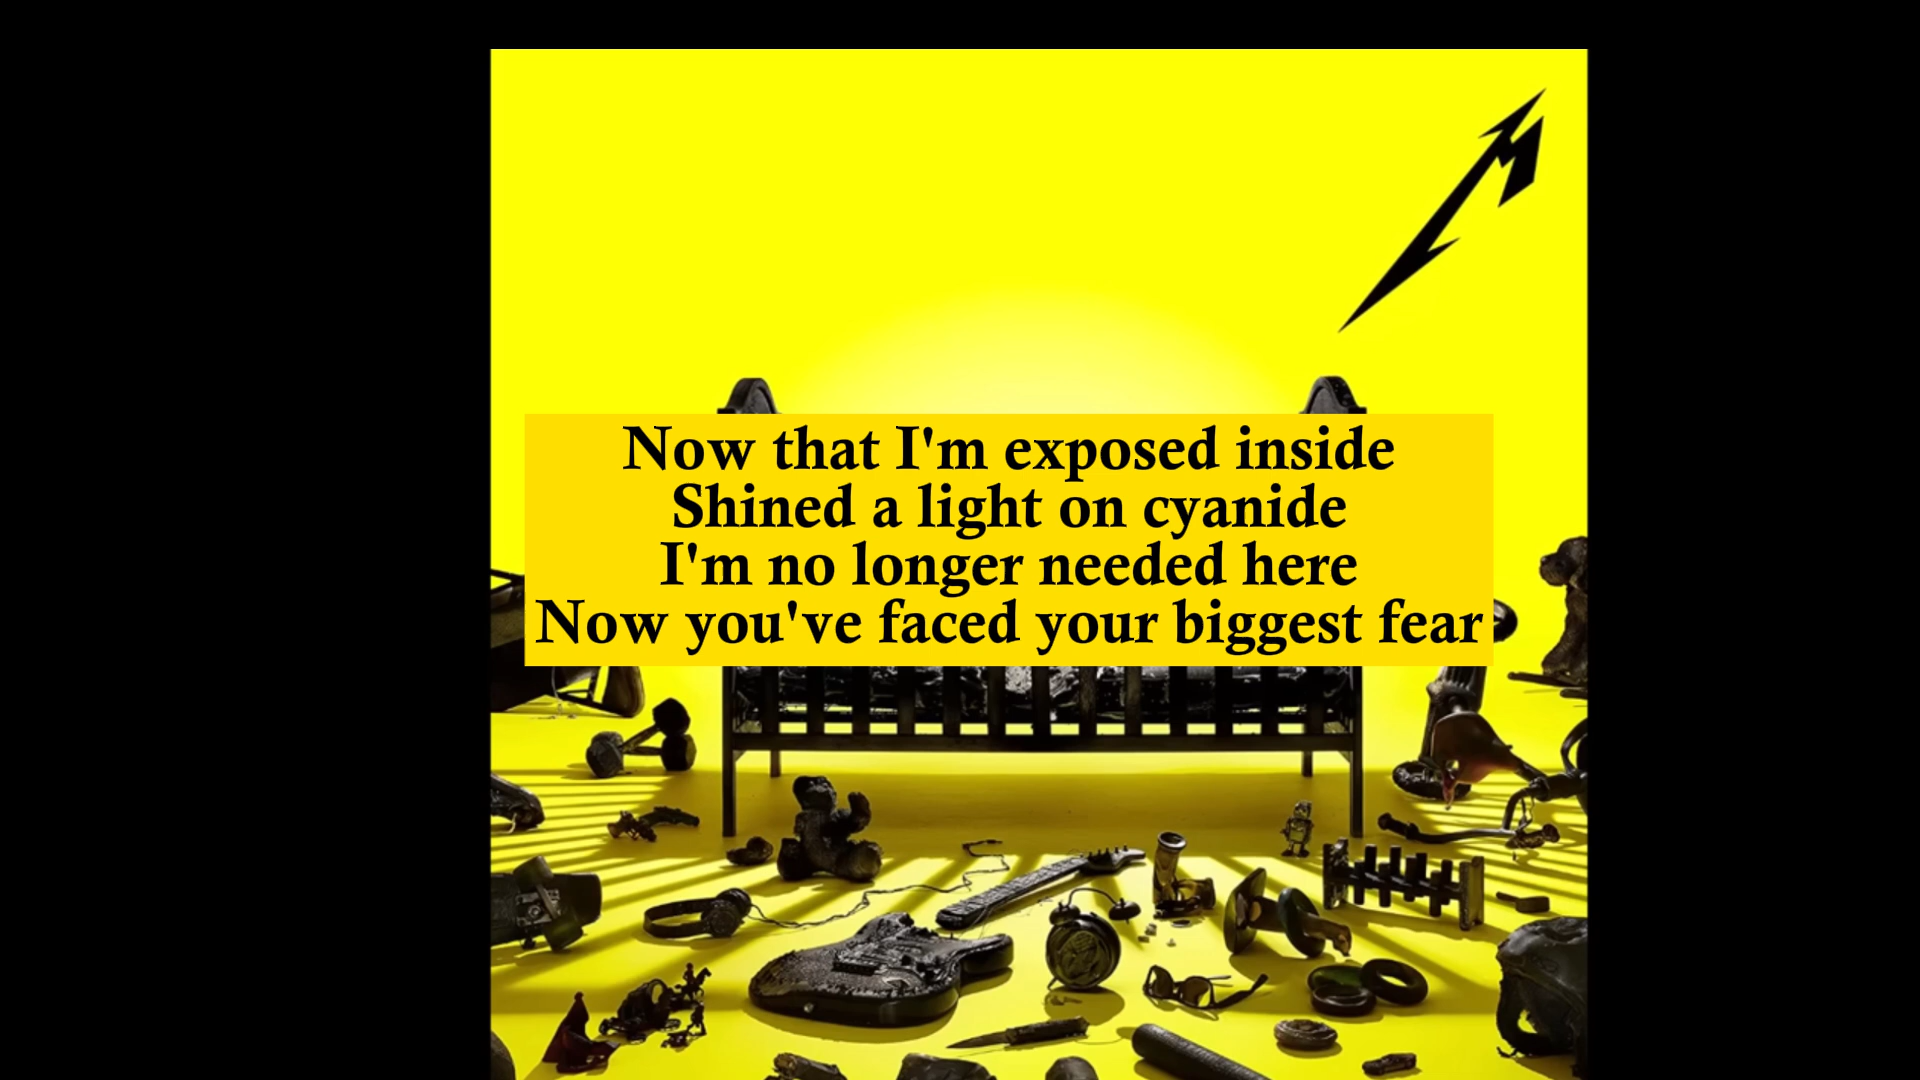 Now that I'm exposed inside
Shined a light on cyanide
I'm no longer needed here
Now you've faced your biggest fear